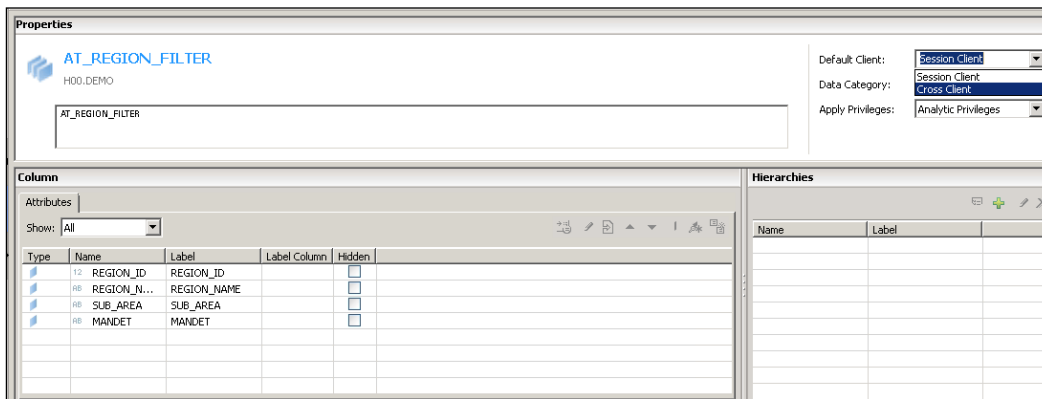 Properties
AT_REGION_FILTER
H00.DEMO
AT_REGION_FILTER
Default Client: Session Client
Session Client
Cross Client
Data Category:
Apply Privileges: Analytic Privileges
Column
Attributes
Show: All
Type Name Label Label Column Hidden
12 REGION_ID REGION_ID
AB REGION_N... REGION_NAME
AB SUB_AREA SUB_AREA
AB MANDET MANDET
Hierarchies
Name Label